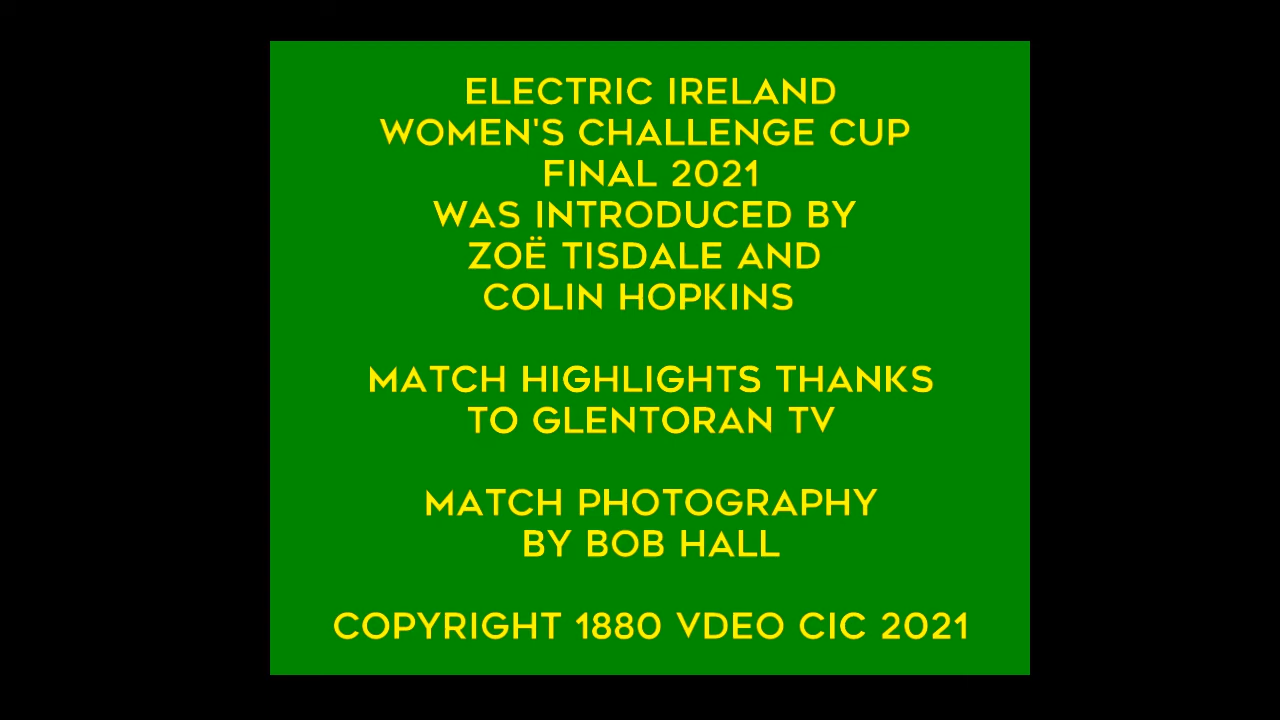 ELECTRIC IRELAND
WOMEN'S CHALLENGE CUP
FINAL 2021
WAS INTRODUCED BY
ZOË TISDALE AND
COLIN HOPKINS
MATCH HIGHLIGHTS THANKS
TO GLENTORAN TV
MATCH PHOTOGRAPHY
BY BOB HALL
COPYRIGHT 1880 VDEO CIC 2021